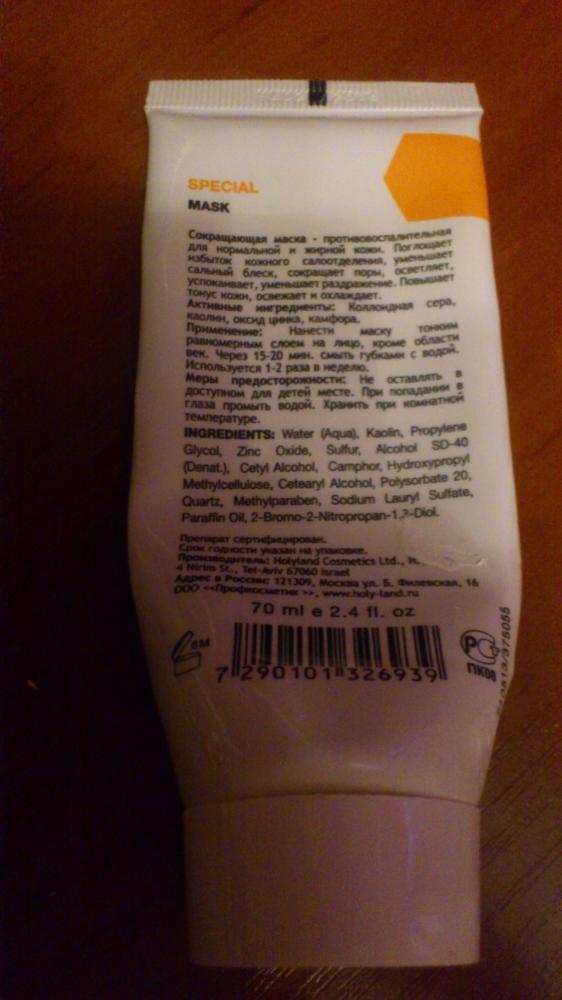 SPECIAL
MASK
Сокращающая маска - противовоспалительная
для нормальной и жирной кожи. Поглощает
избыток кожного салоотделения, уменьшает
сальный блеск, сокращает поры, осветляет,
успокаивает, уменьшает раздражение. Повышает
тонус кожи, освежает и охлаждает.
Активные ингредиенты: Коллоидная сера,
каолин, оксид цинка, камфора.
Применение: Нанести маску тонким
равномерным слоем на лицо, кроме области
век. Через 15-20 мин. смыть губками с водой.
Используется 1-2 раза в неделю.
Меры предосторожности: Не оставлять в
доступном для детей месте. При попадании в
глаза промыть водой. Хранить при комнатной
температуре.
INGREDIENTS: Water (Aqua), Kaolin, Propylene
Glycol, Zinc Oxide, Sulfur, Alcohol SD-40
(Denat.), Cetyl Alcohol, Camphor, Hydroxypropyl
Methylcellulose, Cetearyl Alcohol, Polysorbate 20,
Quartz, Methylparaben, Sodium Lauryl Sulfate,
Paraffin Oil, 2-Bromo-2-Nitropropan-1,3-Diol.
Препарат сертифицирован.
Срок годности указан на упаковке.
Производитель: Holyland Cosmetics Ltd.,
4 Nirim St., Tel-Aviv 67060 Israel
Адрес в России: 121309, Москва ул. Б. Филевская, 16
ООО <<Профкосметик >>, www.holy-land.ru
70 ml e 2.4 fl. oz
6M
7 290101 326939
РС
ПК08